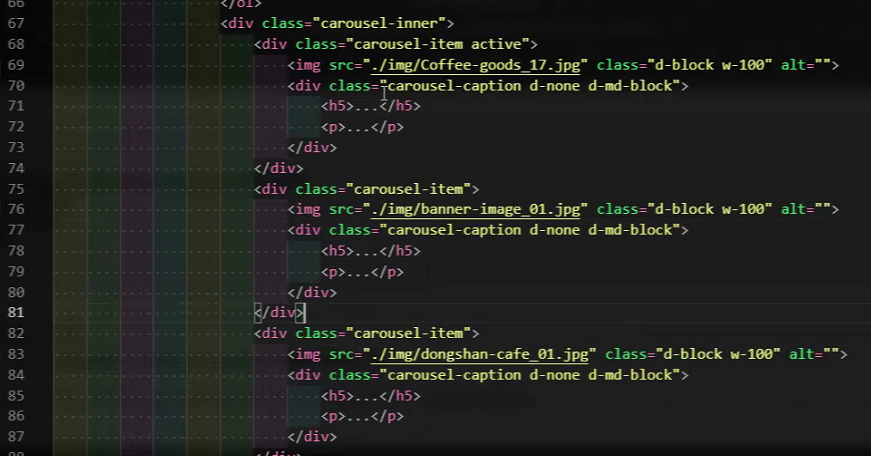 66 </ol>
67 <div class="carousel-inner">
68 <div class="carousel-item active">
69 <img src="./img/Coffee-goods_17.jpg" class="d-block w-100" alt="">
70 <div class="carousel-caption d-none d-md-block">
71 <h5>...</h5>
72 <p>...</p>
73 </div>
74 </div>
75 <div class="carousel-item">
76 <img src="./img/banner-image_01.jpg" class="d-block w-100" alt="">
77 <div class="carousel-caption d-none d-md-block">
78 <h5>...</h5>
79 <p>...</p>
80 </div>
81 </div>
82 <div class="carousel-item">
83 <img src="./img/dongshan-cafe_01.jpg" class="d-block w-100" alt="">
84 <div class="carousel-caption d-none d-md-block">
85 <h5>...</h5>
86 <p>...</p>
87 </div>
88 </div>